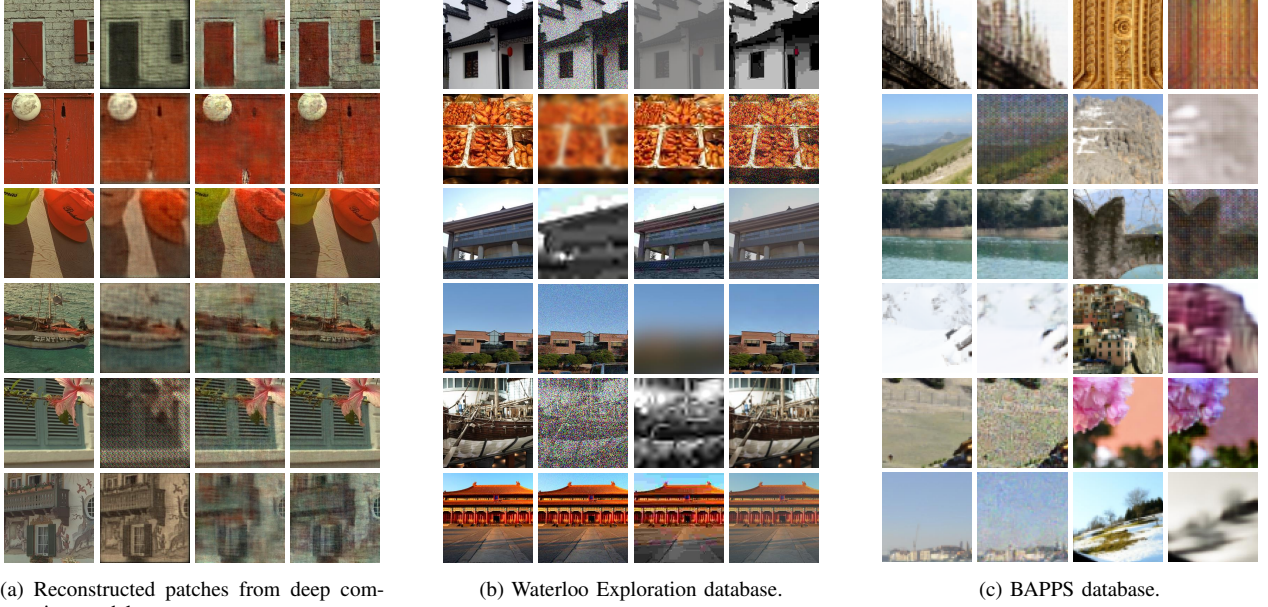 (a) Reconstructed patches from deep com-
(b) Waterloo Exploration database.
(c) BAPPS database.